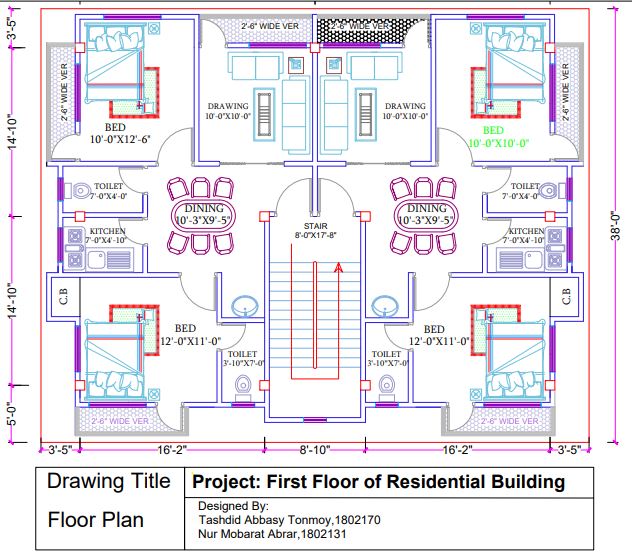 3'-5"
14'-10"
14'-10"
5'-0"
38'-0"
2'-6" WIDE VER
2'-6" WIDE VER
2'-6" WIDE VER
2'-6" WIDE VER
DRAWING
10'-0"X10'-0"
DRAWING
10'-0"X10'-0"
BED
10'-0"X12'-6"
BED
10'-0"X10'-0"
TOILET
7'-0"X4'-0"
TOILET
7'-0"X4'-0"
DINING
10'-3"X9'-5"
DINING
10'-3"X9'-5"
STAIR
8'-0"X17'-8"
KITCHEN
7'-0"X4'-10"
KITCHEN
7'-0"X4'-10"
C.B
C.B
BED
12'-0"X11'-0"
BED
12'-0"X11'-0"
TOILET
3'-10"X7'-0"
TOILET
3'-10"X7'-0"
2'-6" WIDE VER
2'-6" WIDE VER
3'-5"
16'-2"
8'-10"
16'-2"
3'-5"
Drawing Title
Project: First Floor of Residential Building
Floor Plan
Designed By:
Tashdid Abbasy Tonmoy,1802170
Nur Mobarat Abrar,1802131